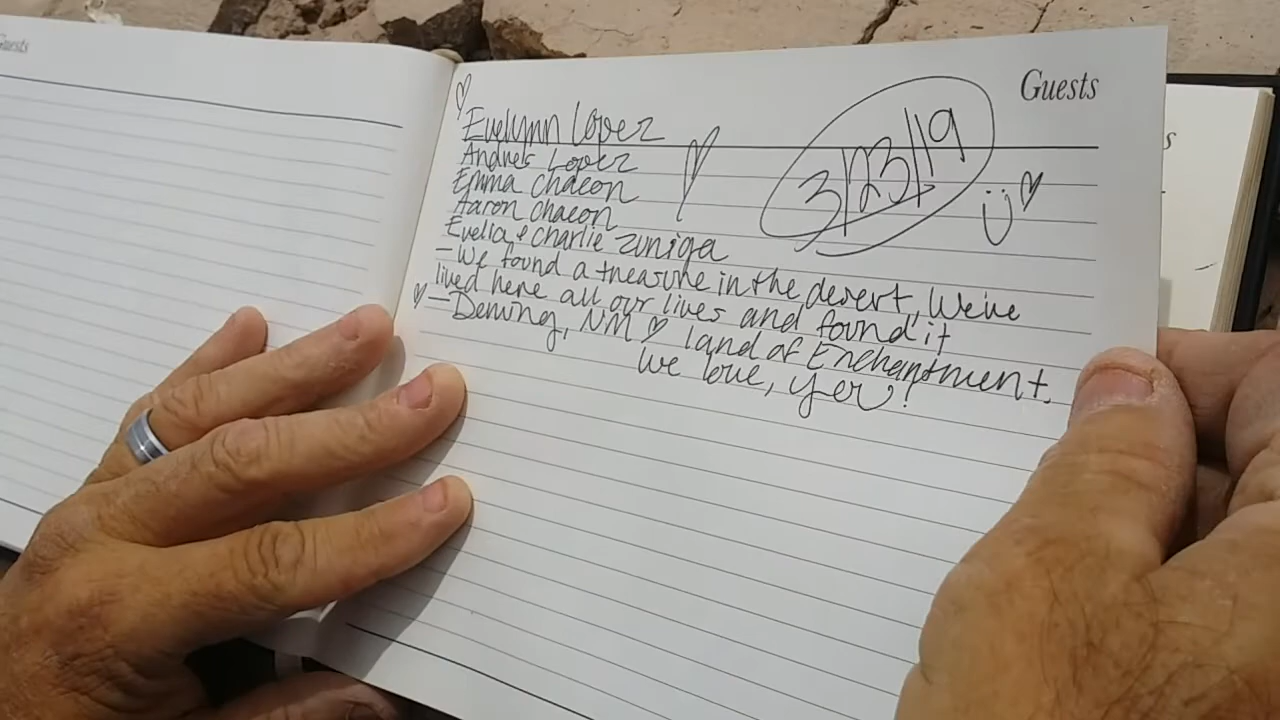 Guests
Guests
3/23/19
Evelynn Lopez
Andres Lopez
Emma Chacon
Aaron Chacon
Evelia & Charlie Zuniga
- We found a treasure in the desert, We've
lived here all our lives and found it
- Deming, NM ♡ land of Enchantment.
we love, yer!
s